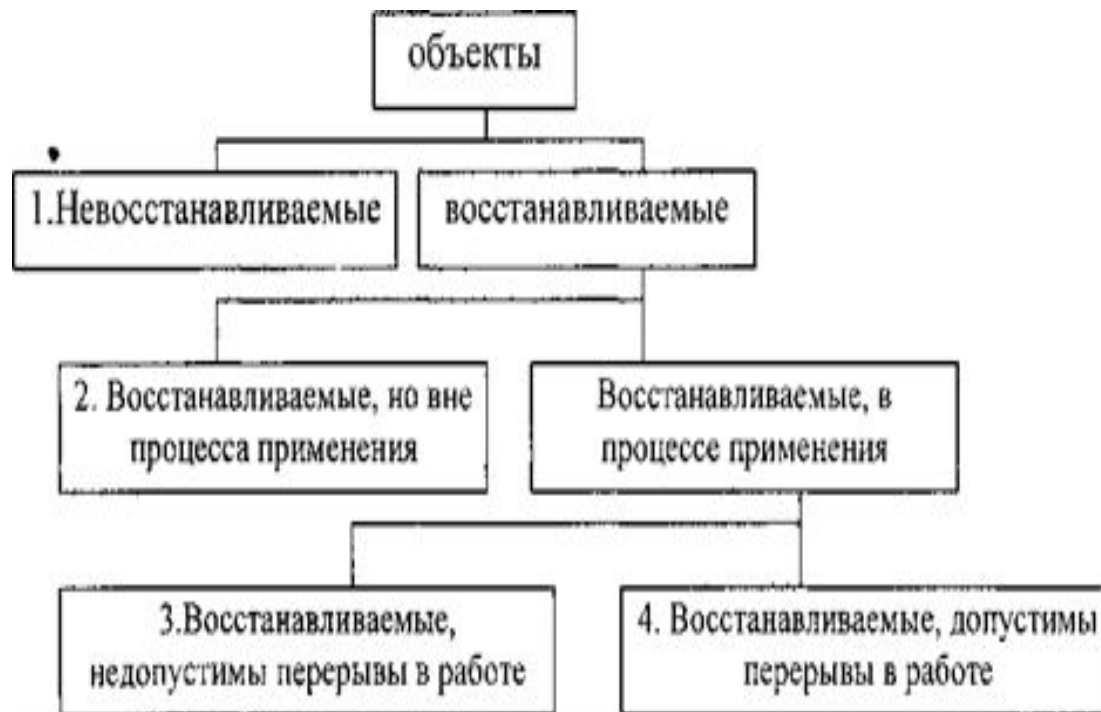 объекты
1.Невосстанавливаемые
восстанавливаемые
2. Восстанавливаемые, но вне
процесса применения
Восстанавливаемые, в
процессе применения
3.Восстанавливаемые,
недопустимы перерывы в работе
4. Восстанавливаемые, допустимы
перерывы в работе